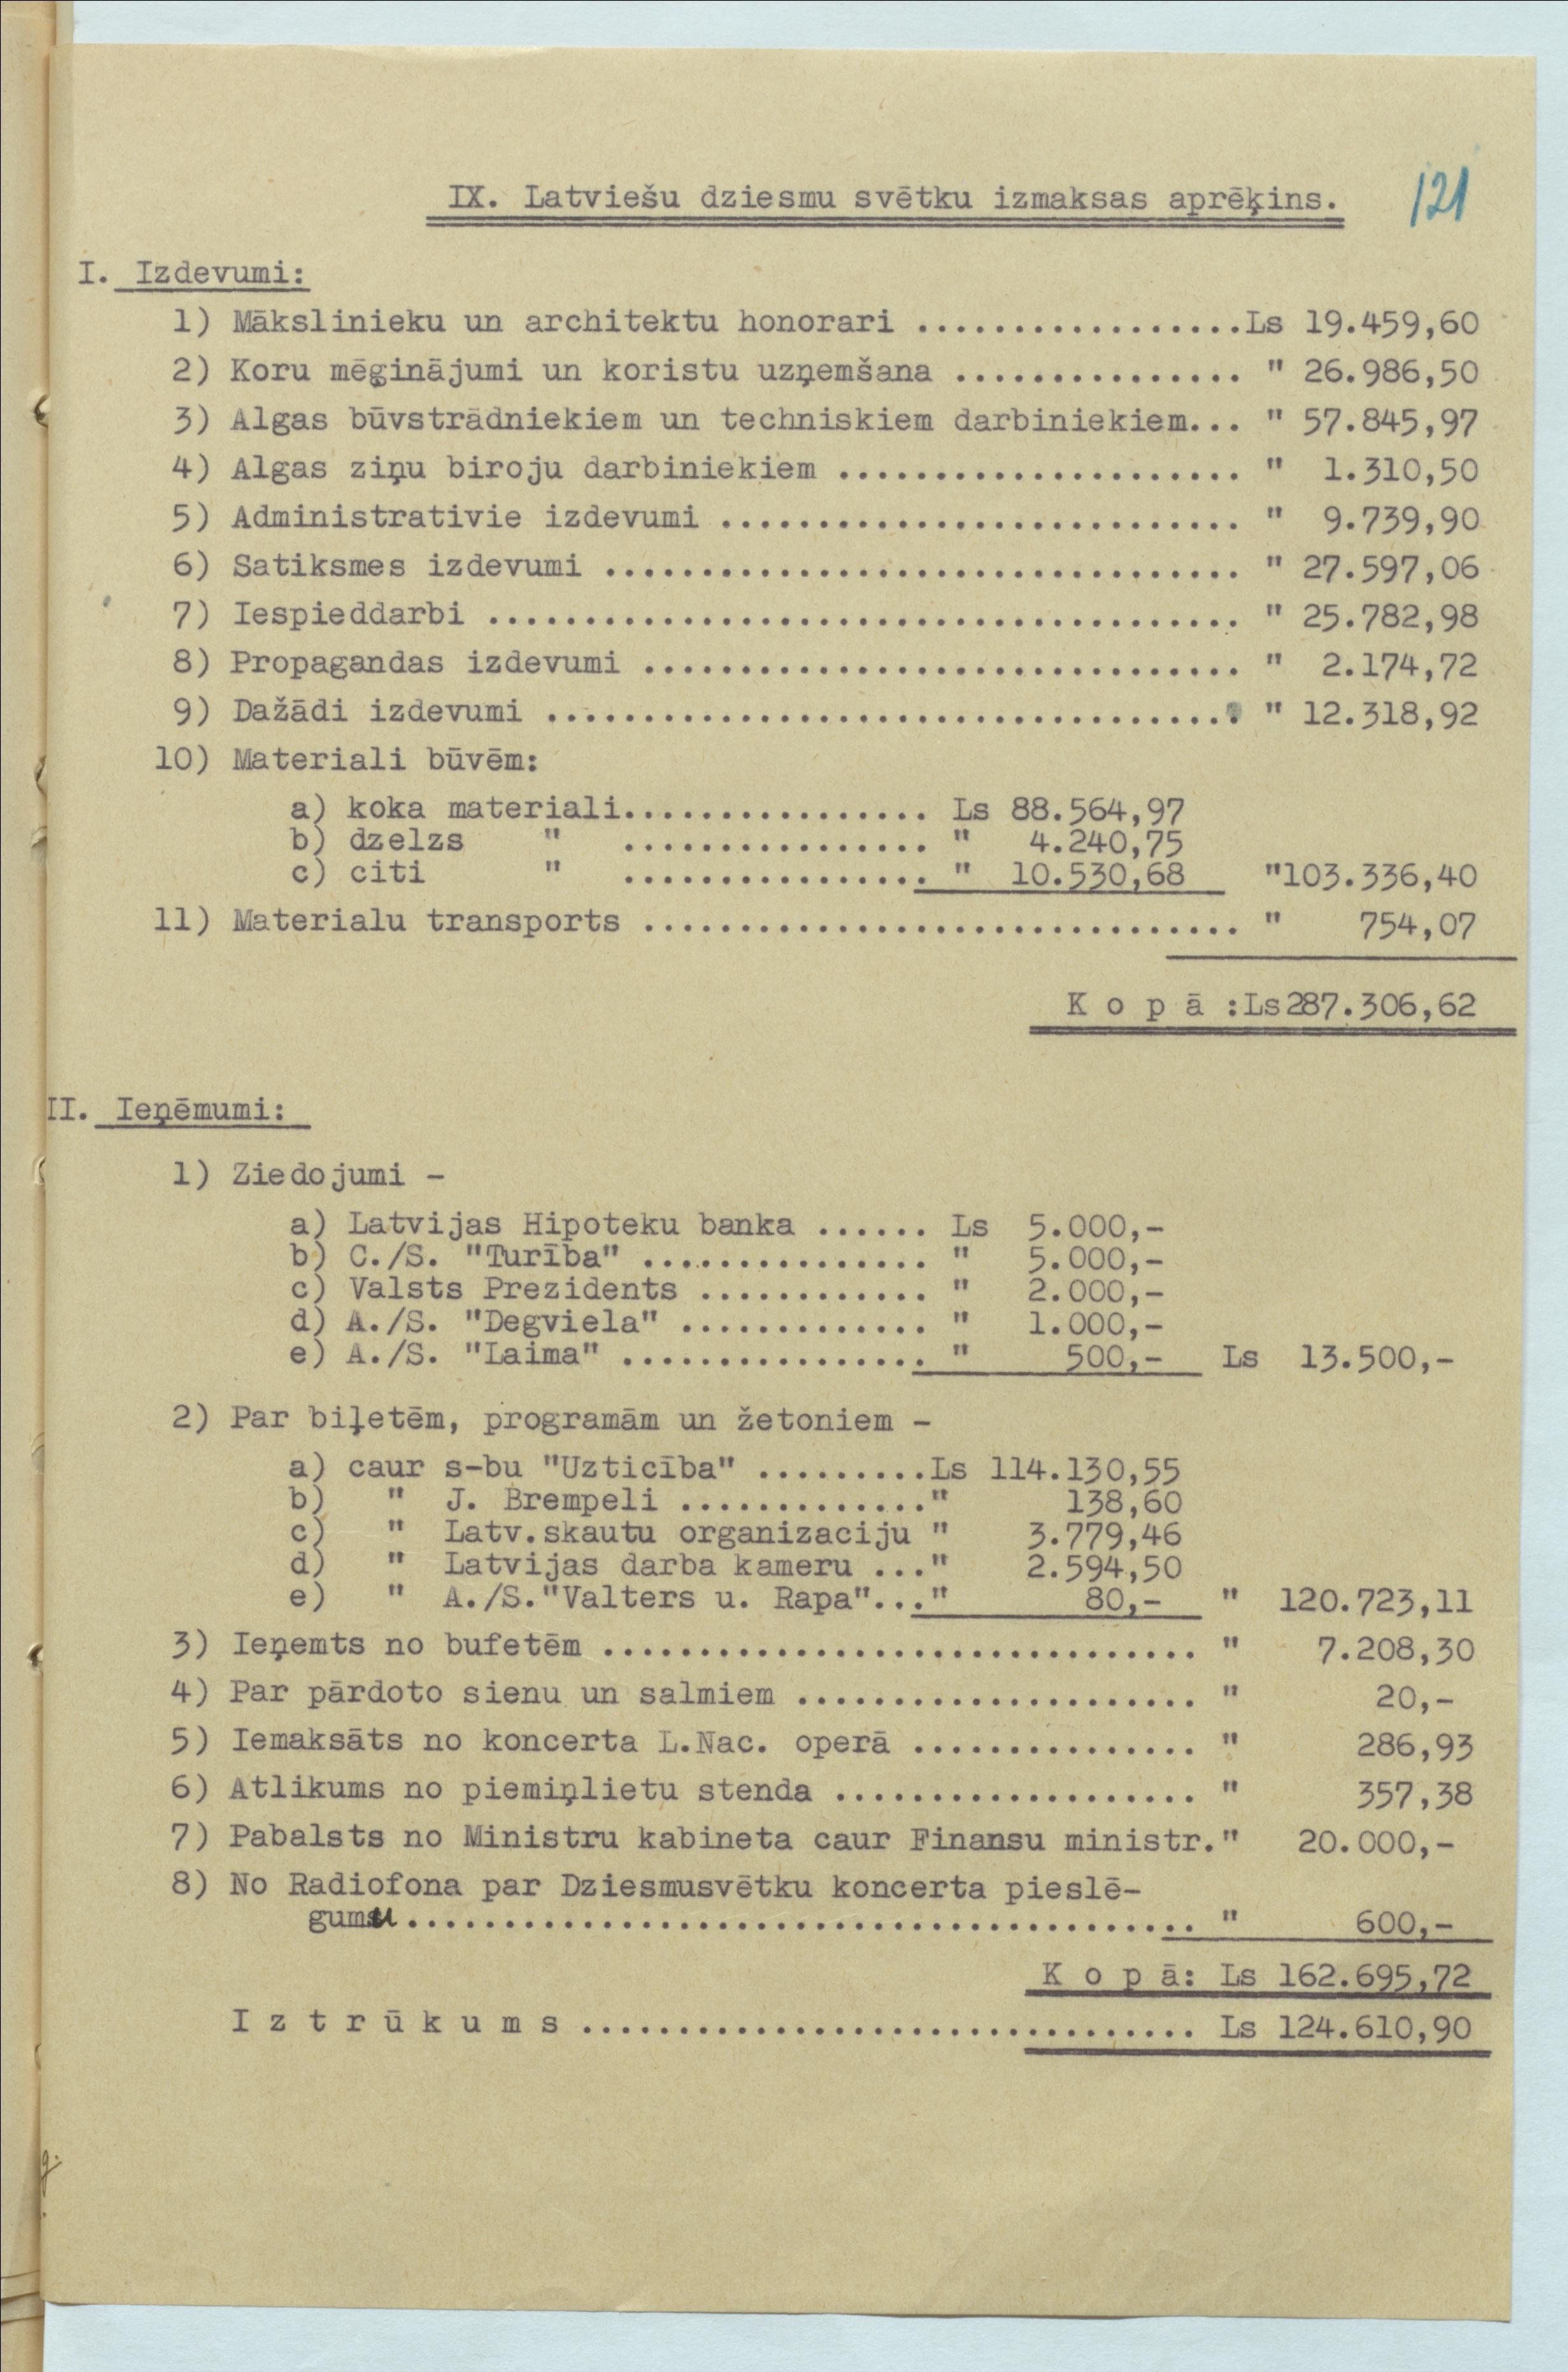 IX. Latviešu dziesmu svētku izmaksas aprēķins.
121
I. Izdevumi:
1) Mākslinieku un architektu honorari .................Ls 19.459,60
2) Koru mēģinājumi un koristu uzņemšana ............... " 26.986,50
3) Algas būvstrādniekiem un techniskiem darbiniekiem... " 57.845,97
4) Algas ziņu biroju darbiniekiem ..................... " 1.310,50
5) Administrativie izdevumi ........................... " 9.739,90
6) Satiksmes izdevumi ................................. " 27.597,06
7) Iespieddarbi ....................................... " 25.782,98
8) Propagandas izdevumi ............................... " 2.174,72
9) Dažādi izdevumi .................................... " 12.318,92
10) Materiali būvēm:
a) koka materiali................ Ls 88.564,97
b) dzelzs " ................ " 4.240,75
c) citi " ................ " 10.530,68 "103.336,40
11) Materialu transports ............................... " 754,07
K o p ā :Ls287.306,62
II. Ieņēmumi:
1) Ziedojumi -
a) Latvijas Hipoteku banka ...... Ls 5.000,-
b) C./S. "Turība" ............... " 5.000,-
c) Valsts Prezidents ............ " 2.000,-
d) A./S. "Degviela" ............. " 1.000,-
e) A./S. "Laima" ................ " 500,- Ls 13.500,-
2) Par biļetēm, programām un žetoniem -
a) caur s-bu "Uzticība" .........Ls 114.130,55
b) " J. Brempeli ............." 138,60
c) " Latv.skautu organizaciju " 3.779,46
d) " Latvijas darba kameru ..." 2.594,50
e) " A./S."Valters u. Rapa"..." 80,- " 120.723,11
3) Ieņemts no bufetēm ............................... " 7.208,30
4) Par pārdoto sienu un salmiem ..................... " 20,-
5) Iemaksāts no koncerta L.Nac. operā ............... " 286,93
6) Atlikums no piemiņlietu stenda ................... " 357,38
7) Pabalsts no Ministru kabineta caur Finansu ministr." 20.000,-
8) No Radiofona par Dziesmusvētku koncerta pieslē-
gumu......................................... " 600,-
K o p ā: Ls 162.695,72
I z t r ū k u m s ................................ Ls 124.610,90